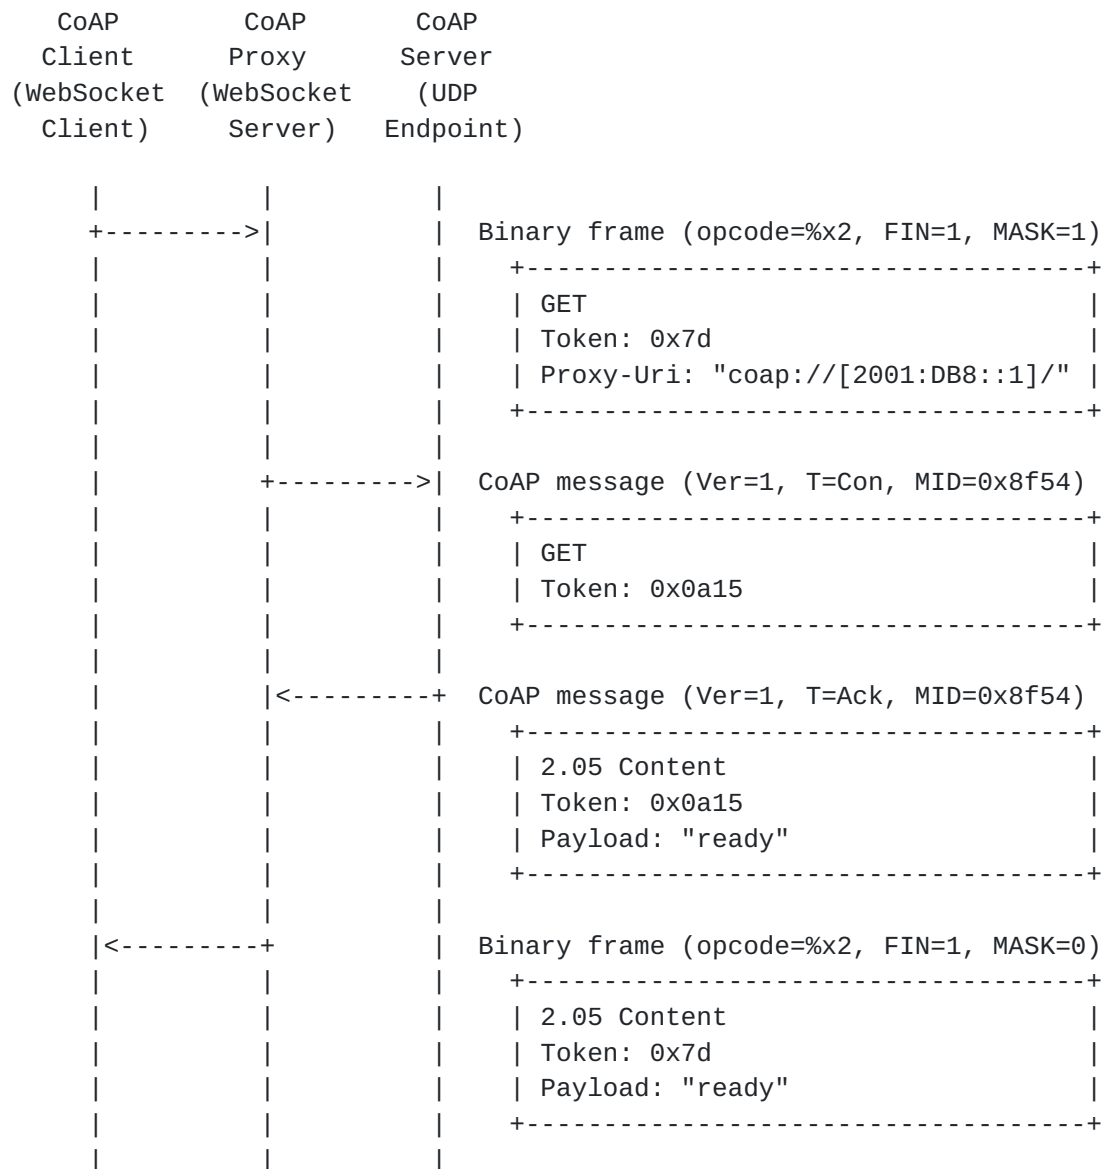 CoAP        CoAP       CoAP
  Client      Proxy      Server
(WebSocket  (WebSocket    (UDP
  Client)     Server)   Endpoint)

     |          |          |
     +--------->|          |  Binary frame (opcode=%x2, FIN=1, MASK=1)
     |          |          |    +------------------------------------+
     |          |          |    | GET                                |
     |          |          |    | Token: 0x7d                        |
     |          |          |    | Proxy-Uri: "coap://[2001:DB8::1]/" |
     |          |          |    +------------------------------------+
     |          |          |
     |          +--------->|  CoAP message (Ver=1, T=Con, MID=0x8f54)
     |          |          |    +------------------------------------+
     |          |          |    | GET                                |
     |          |          |    | Token: 0x0a15                      |
     |          |          |    +------------------------------------+
     |          |          |
     |          |<---------+  CoAP message (Ver=1, T=Ack, MID=0x8f54)
     |          |          |    +------------------------------------+
     |          |          |    | 2.05 Content                       |
     |          |          |    | Token: 0x0a15                      |
     |          |          |    | Payload: "ready"                   |
     |          |          |    +------------------------------------+
     |          |          |
     |<---------+          |  Binary frame (opcode=%x2, FIN=1, MASK=0)
     |          |          |    +------------------------------------+
     |          |          |    | 2.05 Content                       |
     |          |          |    | Token: 0x7d                        |
     |          |          |    | Payload: "ready"                   |
     |          |          |    +------------------------------------+
     |          |          |